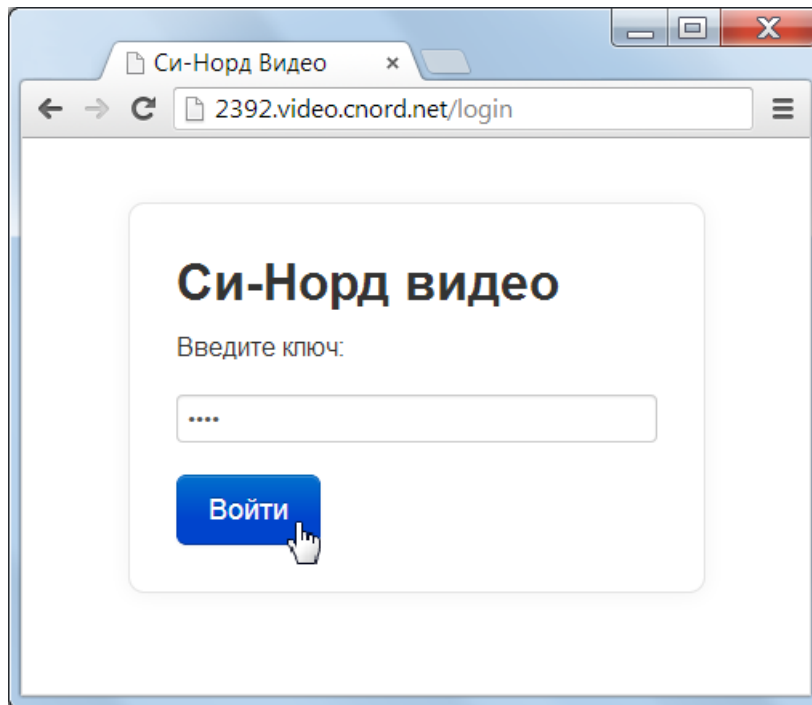 Си-Норд Видео
2392.video.cnord.net/login
Си-Норд видео
Введите ключ:
••••
Войти